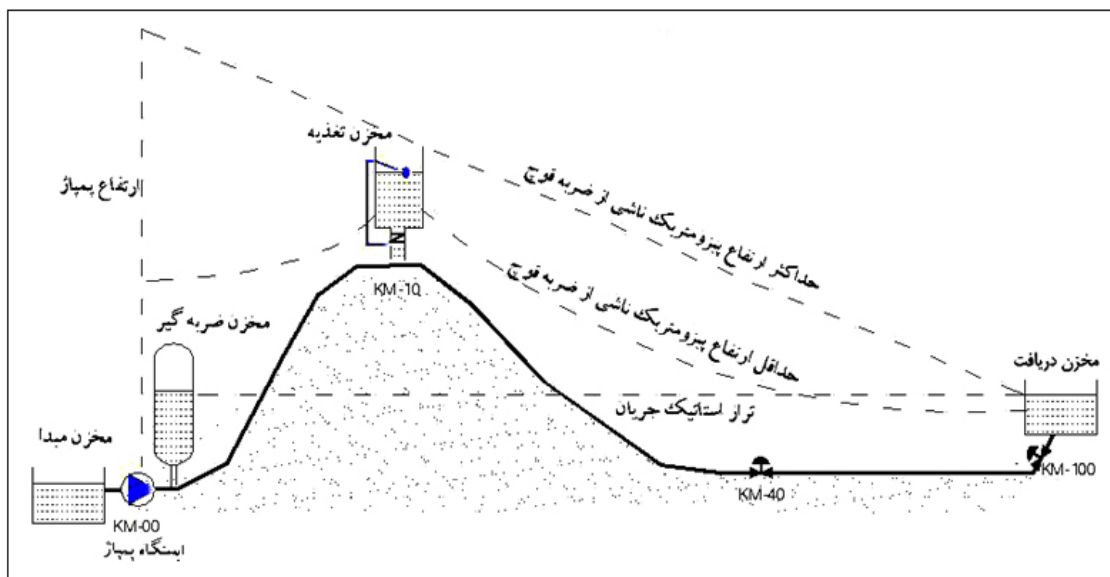 مخزن تغذیه
ارتفاع پمپاژ
حداکثر ارتفاع پیزومتریک ناشی از ضربه قوچ
KM-10
مخزن ضربه گیر
حداقل ارتفاع پیزومتریک ناشی از ضربه قوچ
مخزن دریافت
تراز استاتیک جریان
مخزن مبدا
KM-100
KM-40
KM-00
ایستگاه پمپاژ